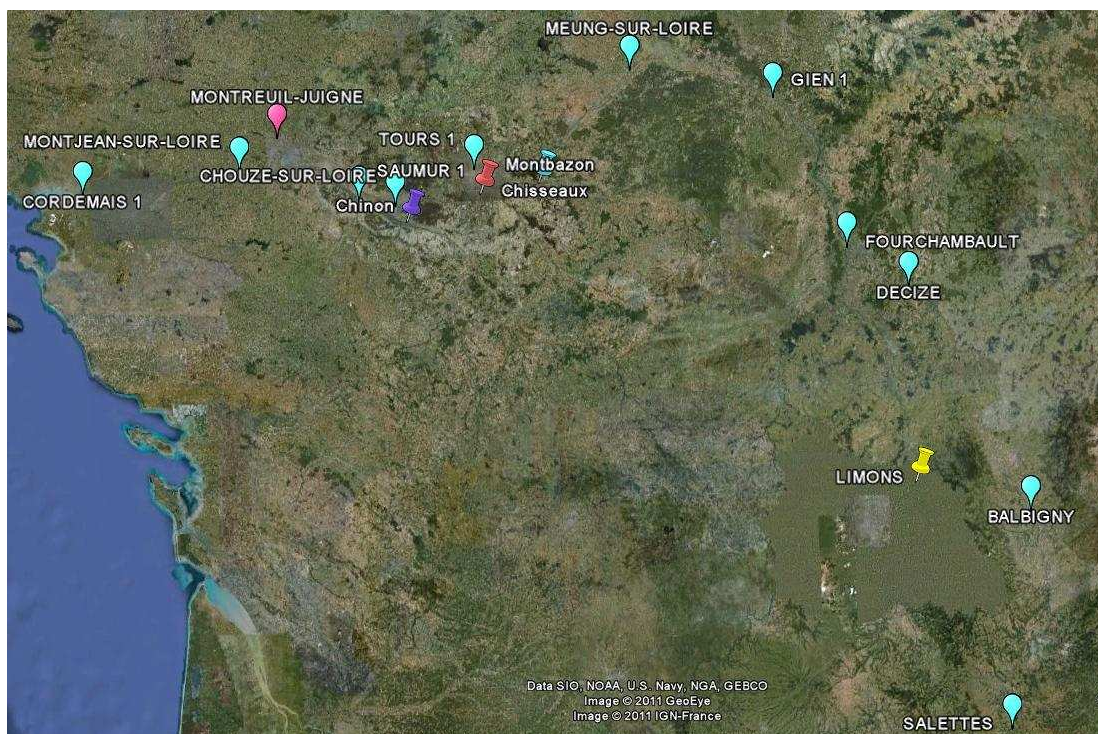 MEUNG-SUR-LOIRE
GIEN 1
MONTREUIL-JUIGNE
MONTJEAN-SUR-LOIRE
TOURS 1
CHOUZE-SUR-LOIRE
SAUMUR 1
Montbazon
Chisseaux
CORDEMAIS 1
Chinon
FOURCHAMBAULT
DECIZE
LIMONS
BALBIGNY
Data SIO, NOAA, U.S. Navy, NGA, GEBCO
Image © 2011 GeoEye
Image © 2011 IGN-France
SALETTES